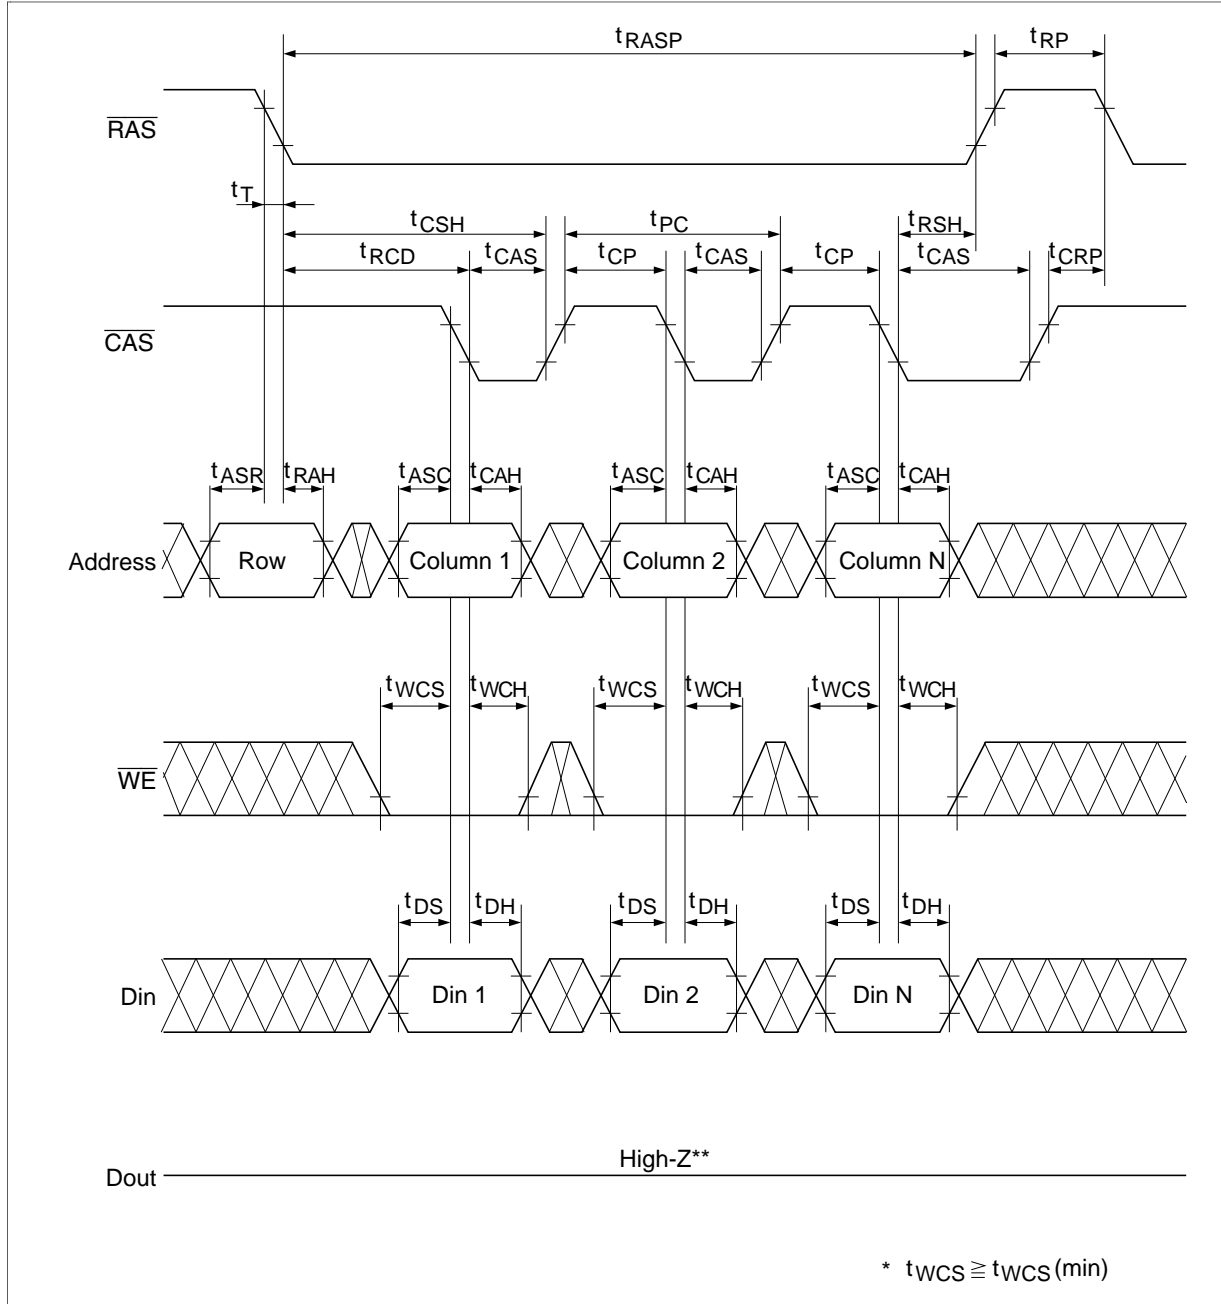 tRASP tRP
RAS
tT
tCSH tPC tRSH
tRCD tCAS tCP tCAS tCP tCAS tCRP
CAS
tASR tRAH tASC tCAH tASC tCAH tASC tCAH
Address Row Column 1 Column 2 Column N
tWCS tWCH tWCS tWCH tWCS tWCH
WE
tDS tDH tDS tDH tDS tDH
Din Din 1 Din 2 Din N
High-Z**
Dout
* tWCS ≧ tWCS (min)